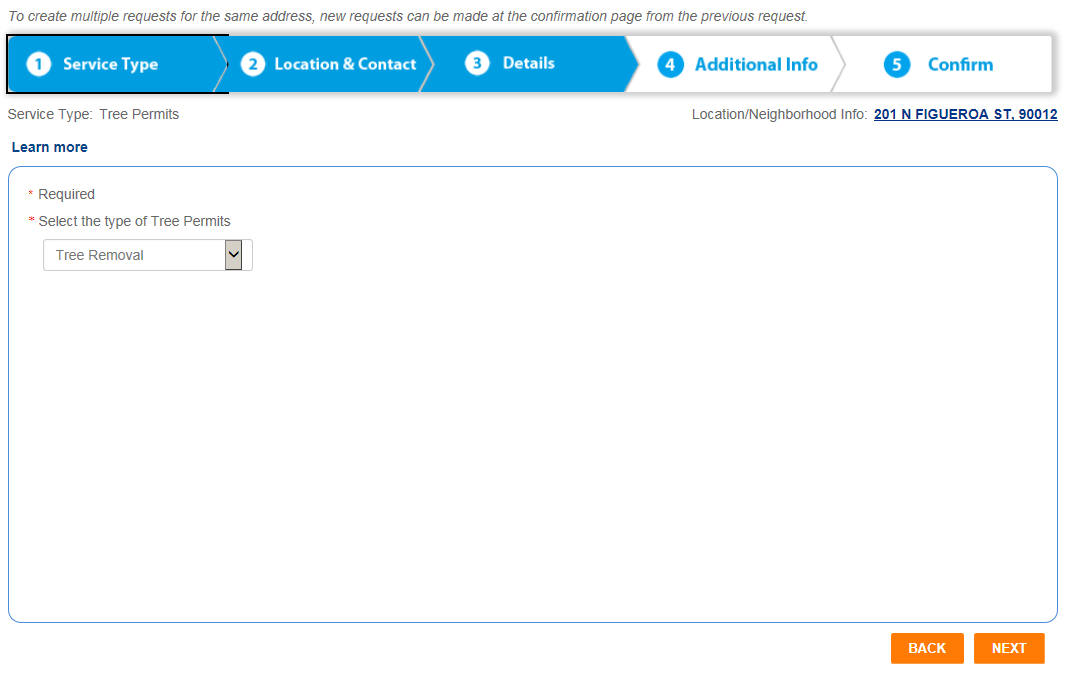 To create multiple requests for the same address, new requests can be made at the confirmation page from the previous request.
1 Service Type 2 Location & Contact 3 Details 4 Additional Info 5 Confirm
Service Type: Tree Permits Location/Neighborhood Info: 201 N FIGUEROA ST, 90012
Learn more
* Required
* Select the type of Tree Permits
Tree Removal
BACK NEXT